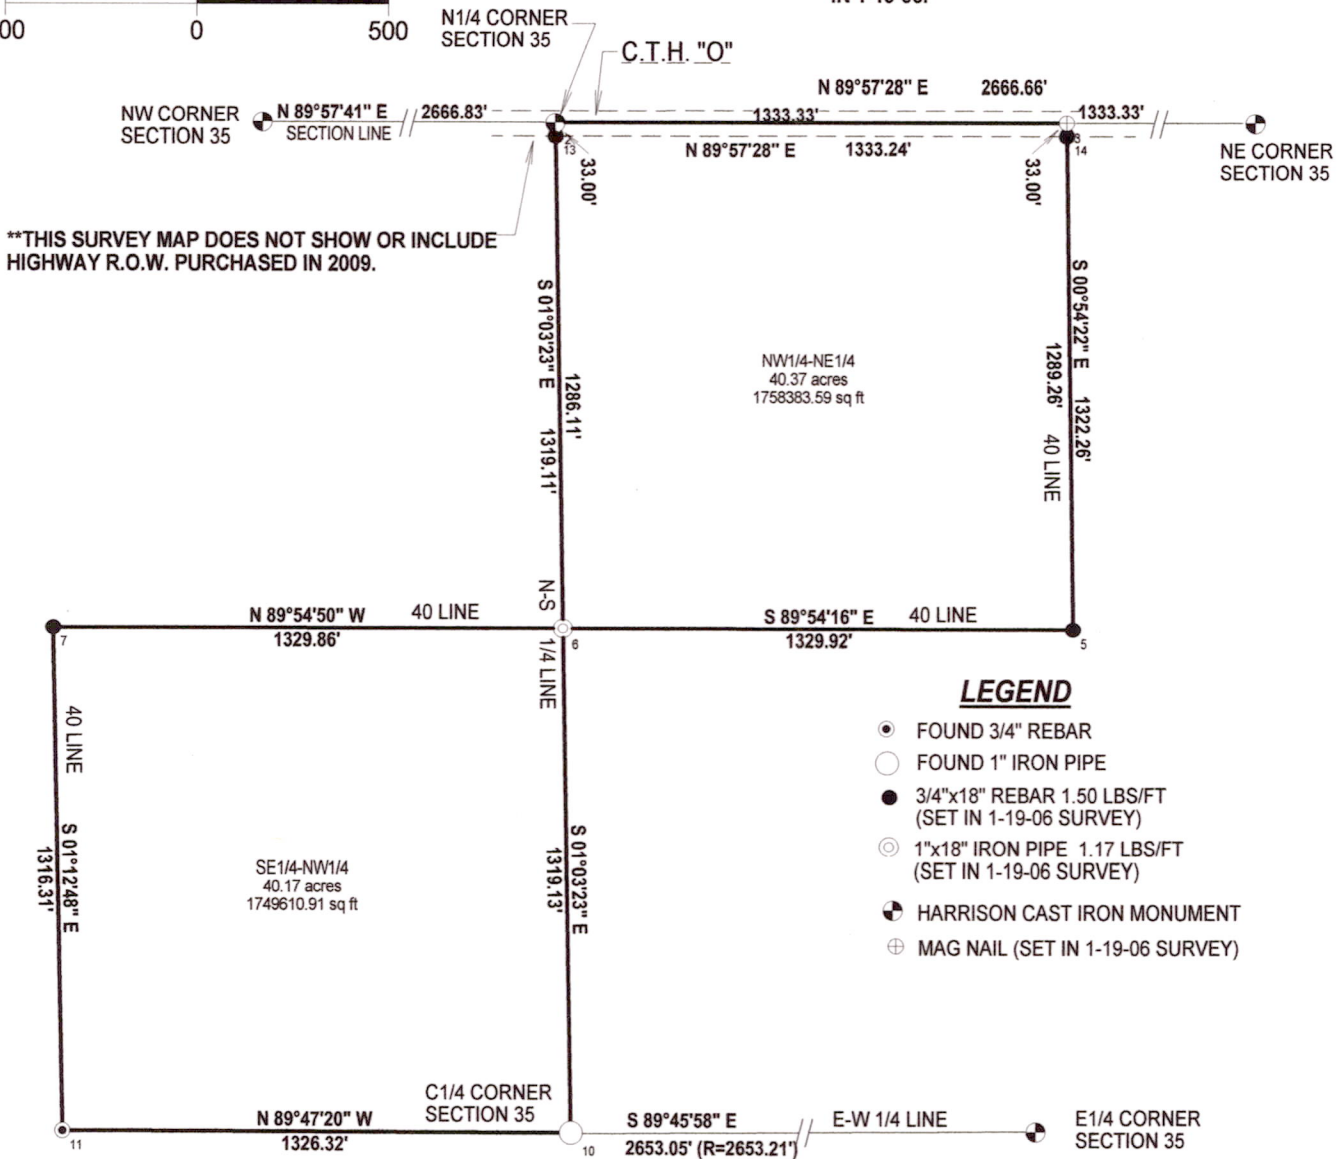 00 0 500
N1/4 CORNER
SECTION 35
C.T.H. "O"
NW CORNER
SECTION 35
N 89°57'41" E 2666.83'
SECTION LINE
N 89°57'28" E 2666.66'
1333.33' 1333.33'
N 89°57'28" E 1333.24'
13
14
33.00'
33.00'
NE CORNER
SECTION 35
**THIS SURVEY MAP DOES NOT SHOW OR INCLUDE
HIGHWAY R.O.W. PURCHASED IN 2009.
S 01°03'23" E 1286.11'
1319.11'
NW1/4-NE1/4
40.37 acres
1758383.59 sq ft
S 00°54'22" E 1322.26'
1289.26' 40 LINE
N-S 1/4 LINE
N 89°54'50" W 40 LINE
1329.86'
S 89°54'16" E 40 LINE
1329.92'
7
6
5
40 LINE
S 01°12'48" E
1316.31'
SE1/4-NW1/4
40.17 acres
1749610.91 sq ft
S 01°03'23" E
1319.13'
LEGEND
FOUND 3/4" REBAR
FOUND 1" IRON PIPE
3/4"x18" REBAR 1.50 LBS/FT
(SET IN 1-19-06 SURVEY)
1"x18" IRON PIPE 1.17 LBS/FT
(SET IN 1-19-06 SURVEY)
HARRISON CAST IRON MONUMENT
MAG NAIL (SET IN 1-19-06 SURVEY)
C1/4 CORNER
SECTION 35
N 89°47'20" W
1326.32'
11
10
S 89°45'58" E E-W 1/4 LINE
2653.05' (R=2653.21')
E1/4 CORNER
SECTION 35